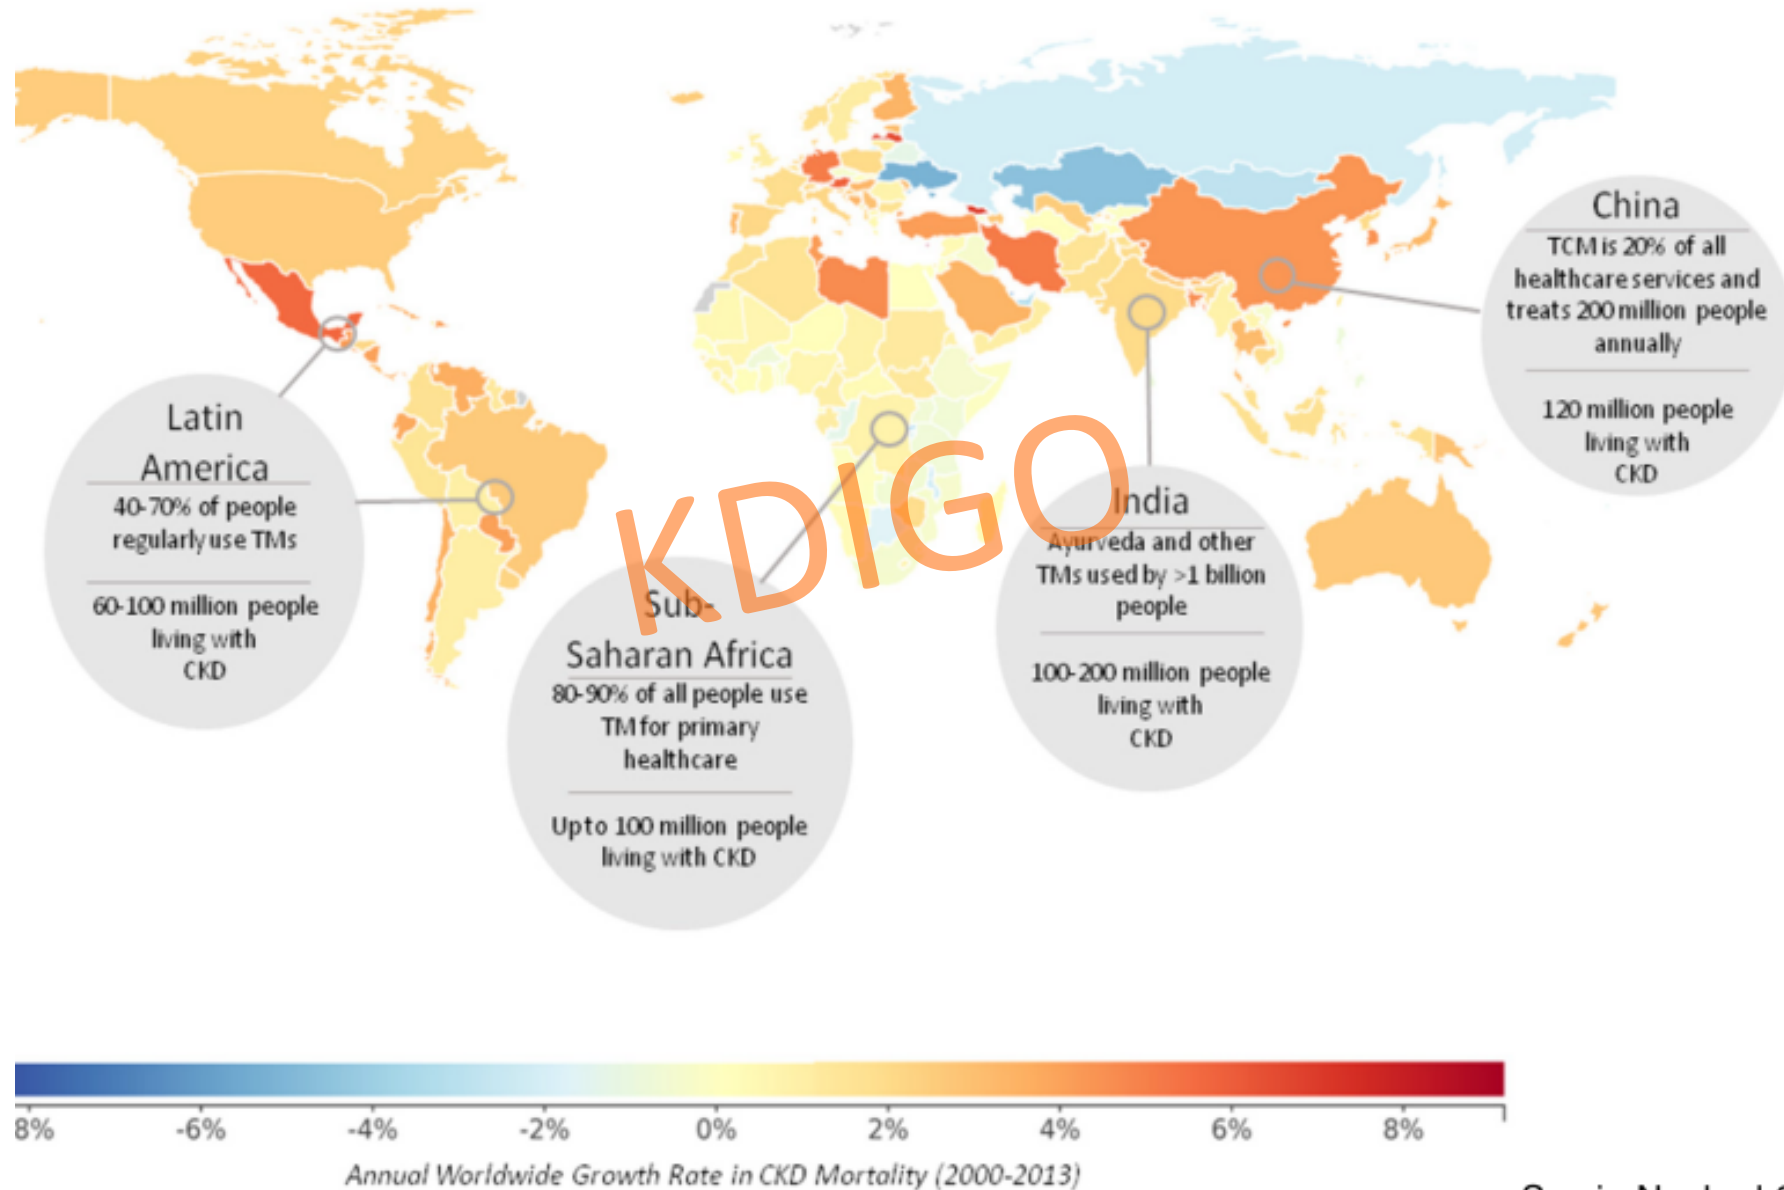 China
TCM is 20% of all
healthcare services and
treats 200 million people
annually
120 million people
living with
CKD
Latin
America
40-70% of people
regularly use TMs
60-100 million people
living with
CKD
KDIGO
Sub-
Saharan Africa
80-90% of all people use
TM for primary
healthcare
Up to 100 million people
living with CKD
India
Ayurveda and other
TMs used by >1 billion
people
100-200 million people
living with
CKD
8% -6% -4% -2% 0% 2% 4% 6% 8%
Annual Worldwide Growth Rate in CKD Mortality (2000-2013)